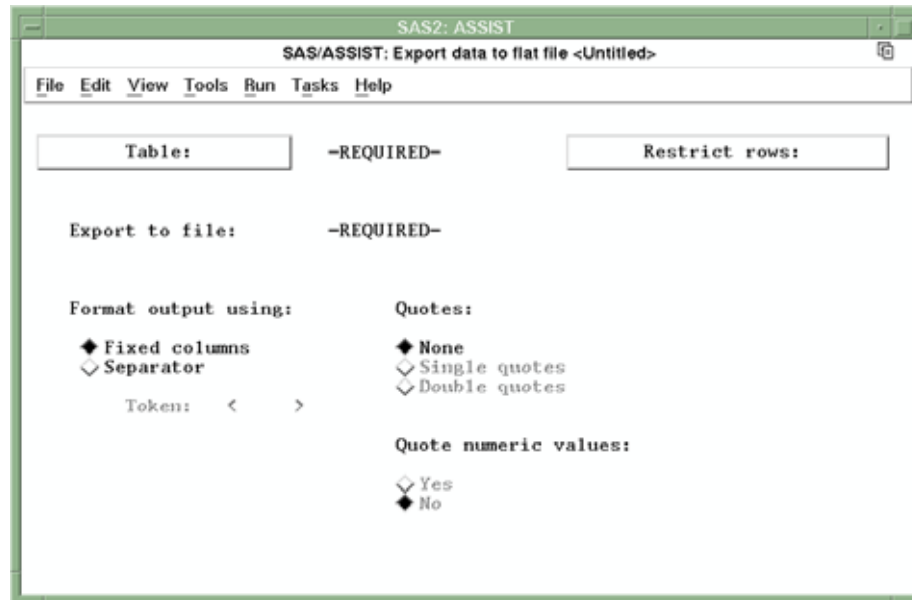 SAS2: ASSIST
SAS/ASSIST: Export data to flat file <Untitled>
File Edit View Tools Run Tasks Help
Table: -REQUIRED- Restrict rows:
Export to file: -REQUIRED-
Format output using: Quotes:
Fixed columns None
Separator Single quotes
Double quotes
Token: < >
Quote numeric values:
Yes
No